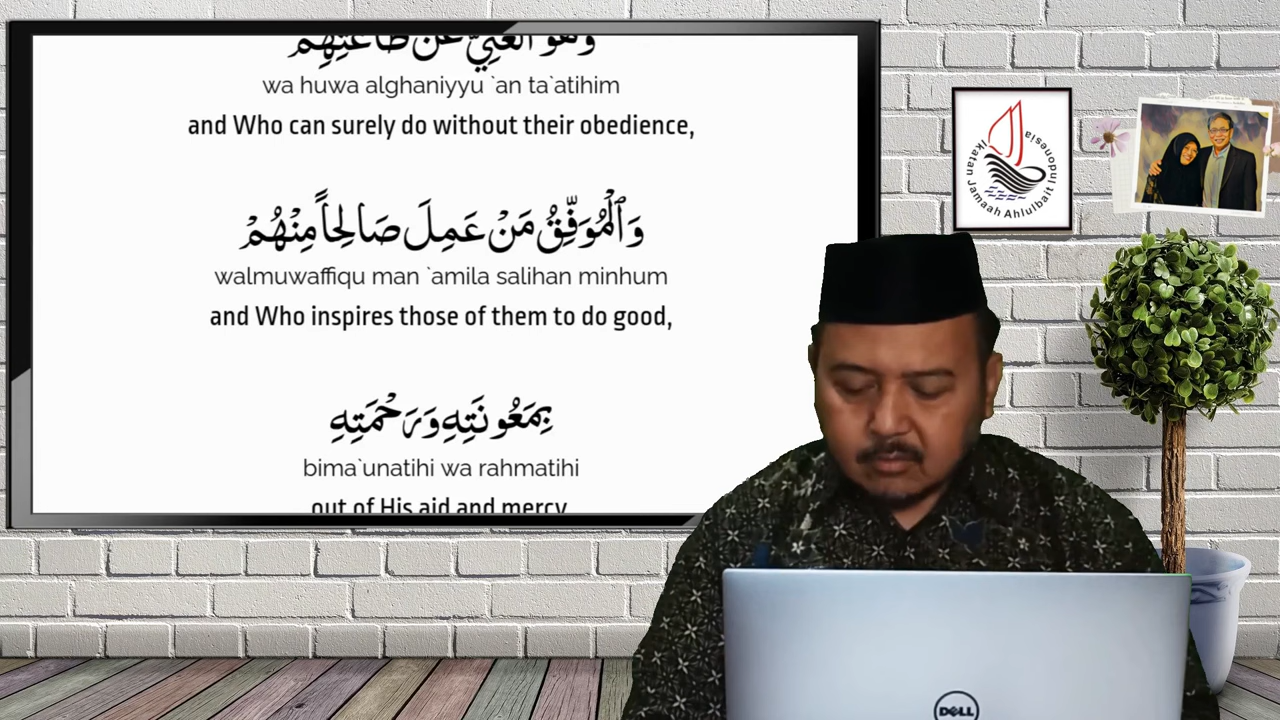 وَهُوَ ٱلْغَنِيُّ عَنْ طَاعَتِهِمْ
wa huwa alghaniyyu `an ta`atihim
and Who can surely do without their obedience,
وَٱلْمُوَفِّقُ مَنْ عَمِلَ صَالِحاً مِنْهُمْ
walmuwaffiqu man `amila salihan minhum
and Who inspires those of them to do good,
بِمَعُونَتِهِ وَرَحْمَتِهِ
bima`unatihi wa rahmatihi
out of His aid and mercy
Ikatan Jamaah Ahlulbait Indonesia
DELL